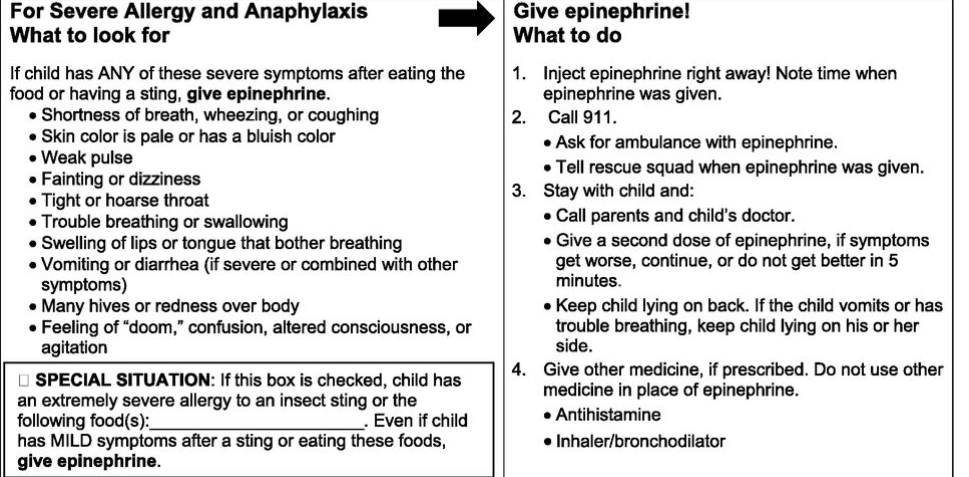 For Severe Allergy and Anaphylaxis
What to look for
If child has ANY of these severe symptoms after eating the
food or having a sting, give epinephrine.
• Shortness of breath, wheezing, or coughing
• Skin color is pale or has a bluish color
• Weak pulse
• Fainting or dizziness
• Tight or hoarse throat
• Trouble breathing or swallowing
• Swelling of lips or tongue that bother breathing
• Vomiting or diarrhea (if severe or combined with other
symptoms)
• Many hives or redness over body
• Feeling of “doom,” confusion, altered consciousness, or
agitation
□ SPECIAL SITUATION: If this box is checked, child has
an extremely severe allergy to an insect sting or the
following food(s):_______________________. Even if child
has MILD symptoms after a sting or eating these foods,
give epinephrine.
Give epinephrine!
What to do
1. Inject epinephrine right away! Note time when
epinephrine was given.
2. Call 911.
• Ask for ambulance with epinephrine.
• Tell rescue squad when epinephrine was given.
3. Stay with child and:
• Call parents and child’s doctor.
• Give a second dose of epinephrine, if symptoms
get worse, continue, or do not get better in 5
minutes.
• Keep child lying on back. If the child vomits or has
trouble breathing, keep child lying on his or her
side.
4. Give other medicine, if prescribed. Do not use other
medicine in place of epinephrine.
• Antihistamine
• Inhaler/bronchodilator